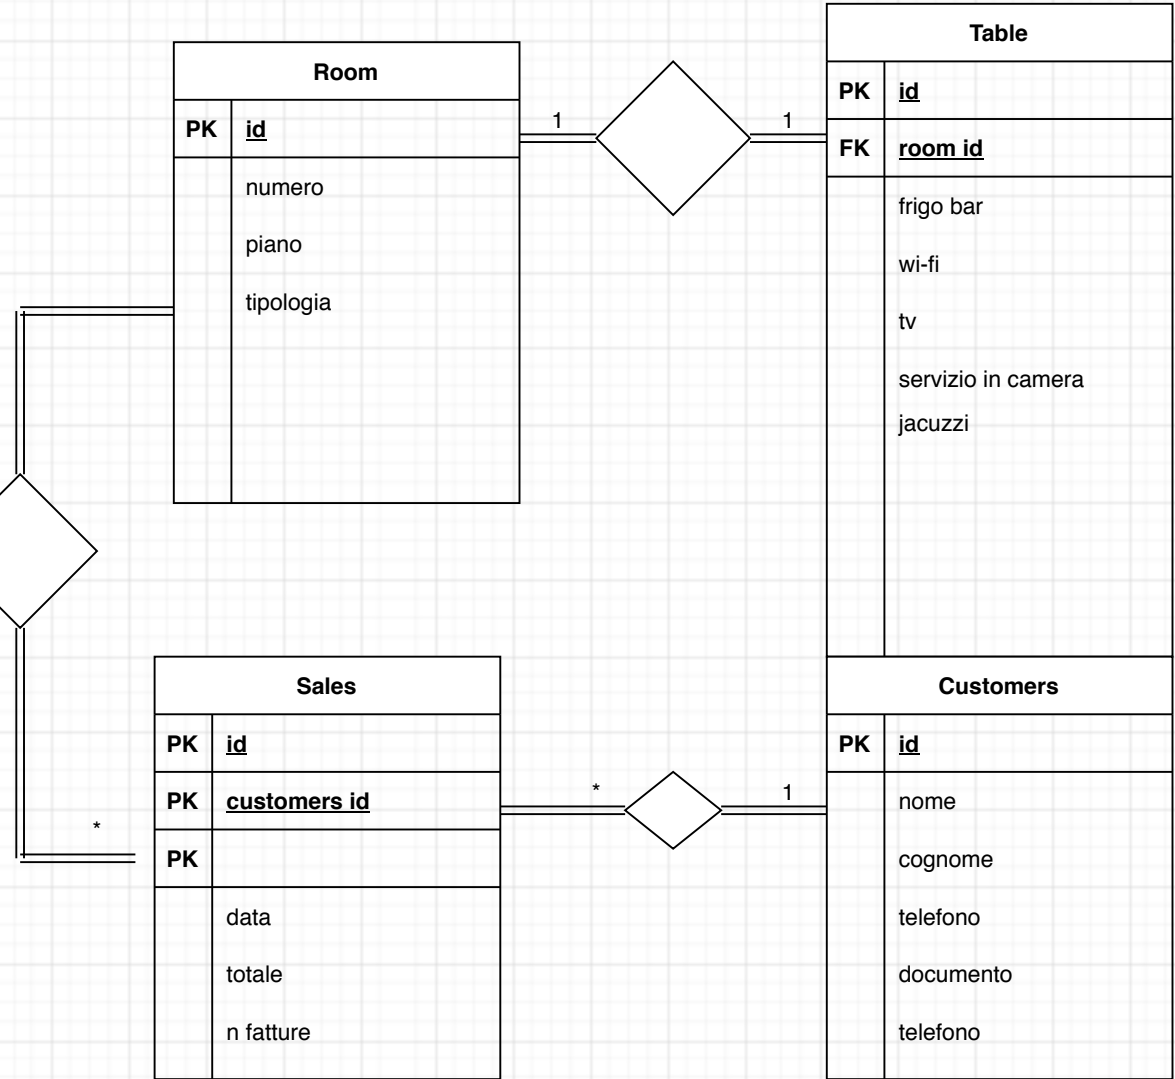 Room
PK id
numero
piano
tipologia
1
1
Table
PK id
FK room id
frigo bar
wi-fi
tv
servizio in camera
jacuzzi
*
Sales
PK id
PK customers id
PK
data
totale
n fatture
*
1
Customers
PK id
nome
cognome
telefono
documento
telefono